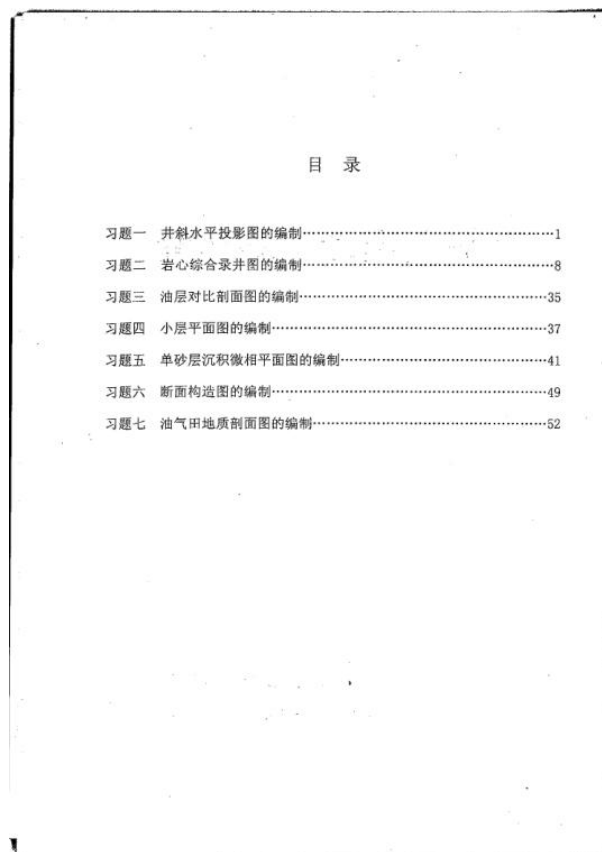 目 录
习题一 井斜水平投影图的编制……………………………………………1
习题二 岩心综合录井图的编制……………………………………………8
习题三 油层对比剖面图的编制……………………………………………35
习题四 小层平面图的编制…………………………………………………37
习题五 单砂层沉积微相平面图的编制……………………………………41
习题六 断面构造图的编制…………………………………………………49
习题七 油气田地质剖面图的编制…………………………………………52